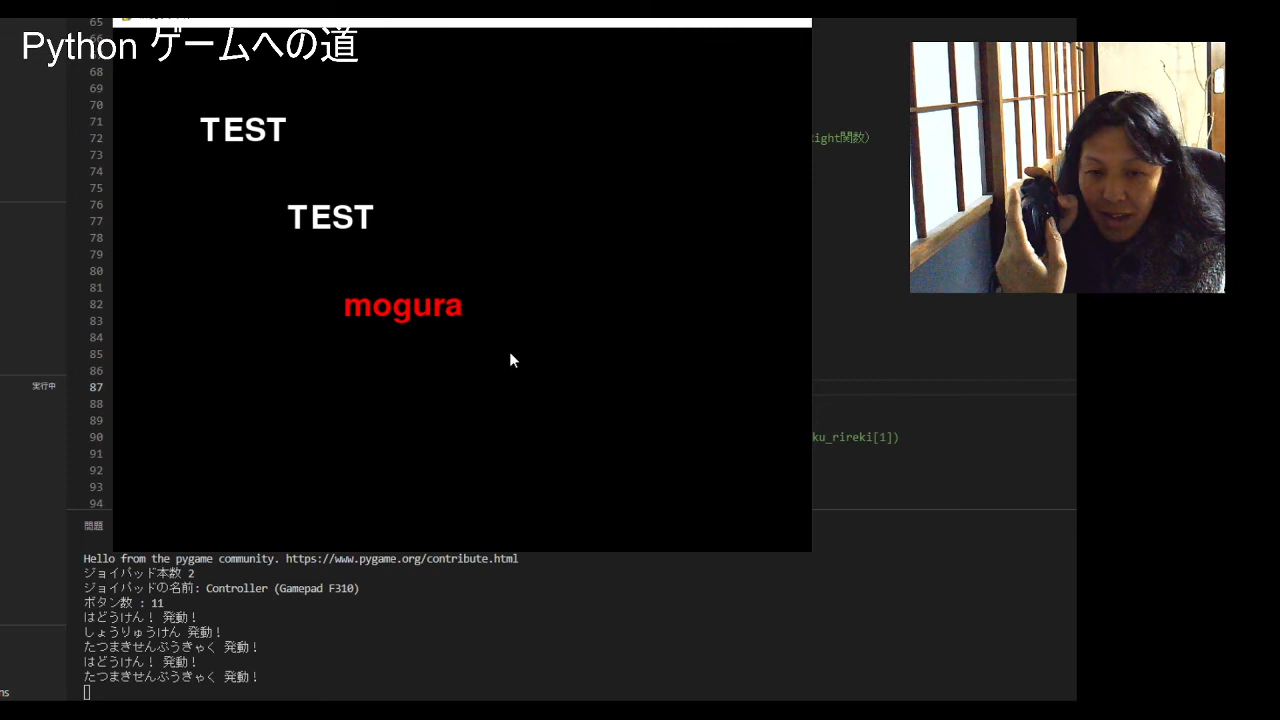 Python ゲームへの道
65
68
69
70
71
72
73
74
75
76
77
78
79
80
81
82
83
84
85
86
87
88
89
90
91
92
93
94
TEST
TEST
mogura
ight関数)
ku_rireki[1])
実行中
問題
Hello from the pygame community. https://www.pygame.org/contribute.html
ジョイパッド本数 2
ジョイパッドの名前: Controller (Gamepad F310)
ボタン数 : 11
はどうけん! 発動!
しょうりゅうけん 発動!
たつまきせんぷうきゃく 発動!
はどうけん! 発動!
たつまきせんぷうきゃく 発動!
ns